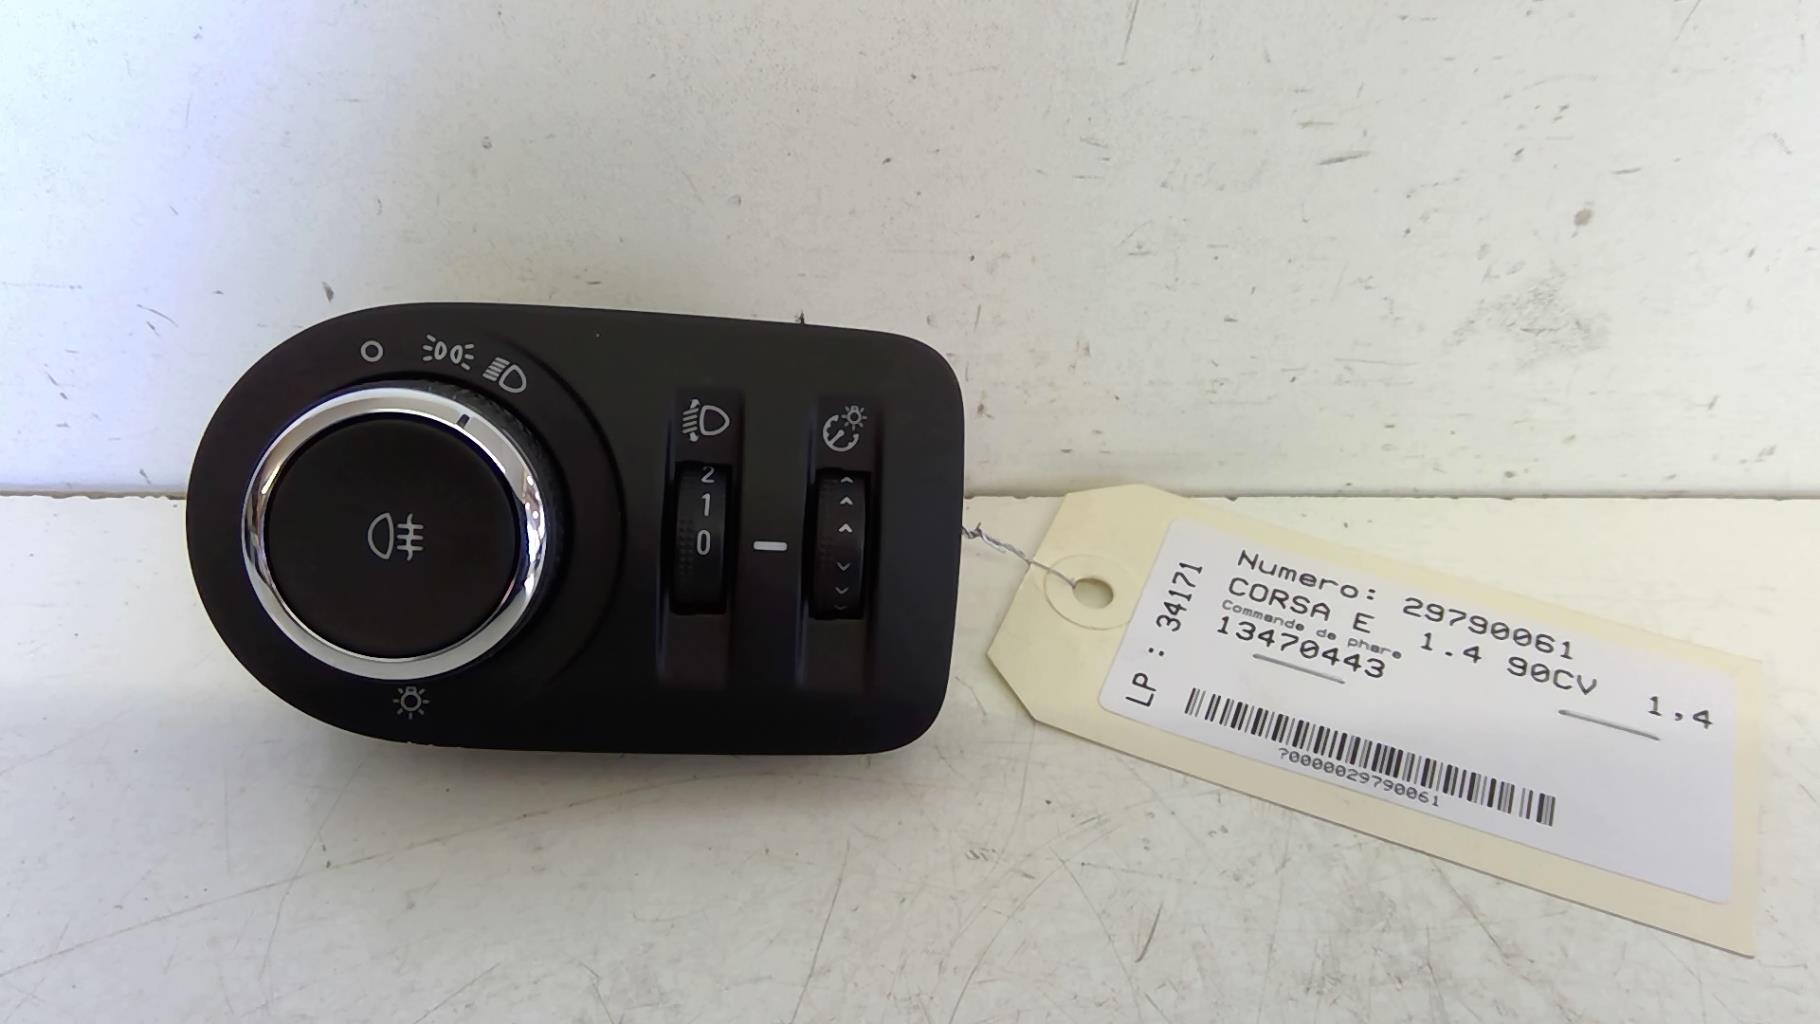 2
1
0
Numero: 29790061
CORSA E 1.4 90CV 1,4
Commande de phare
13470443
LP : 34171
?0000029790061